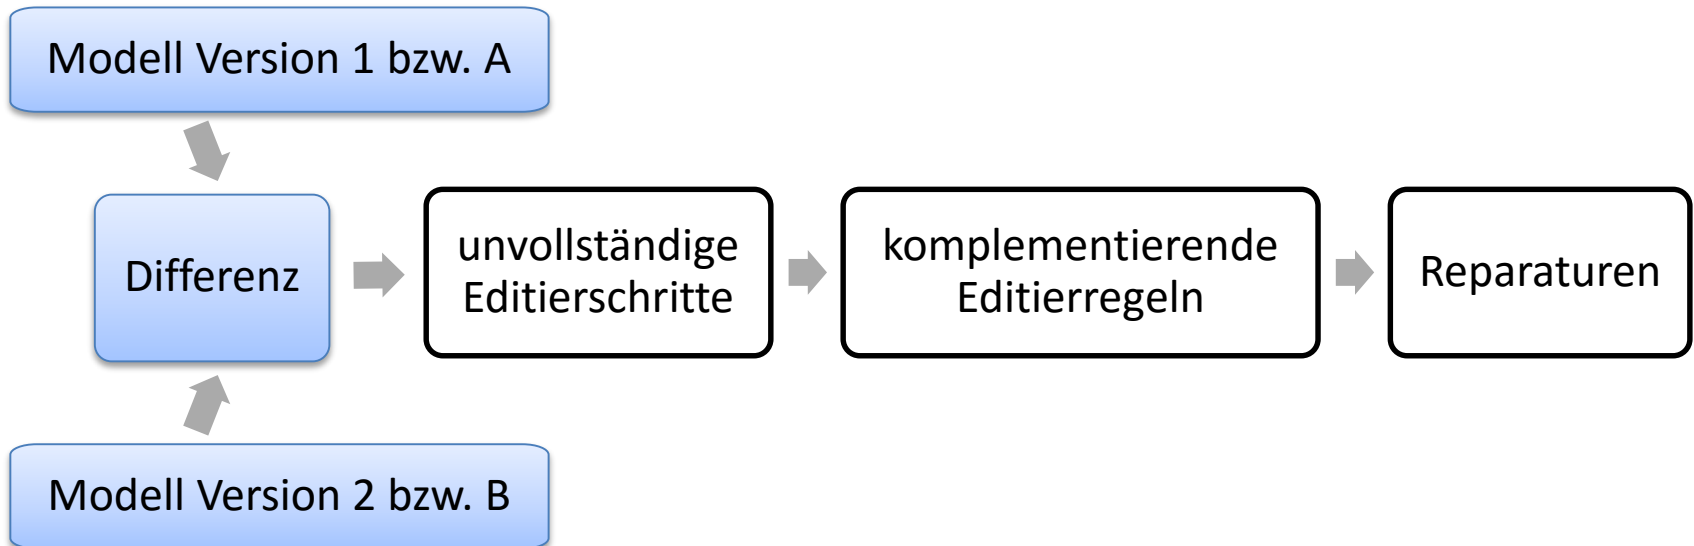 Modell Version 1 bzw. A
Differenz
unvollständige
Editierschritte
komplementierende
Editierregeln
Reparaturen
Modell Version 2 bzw. B